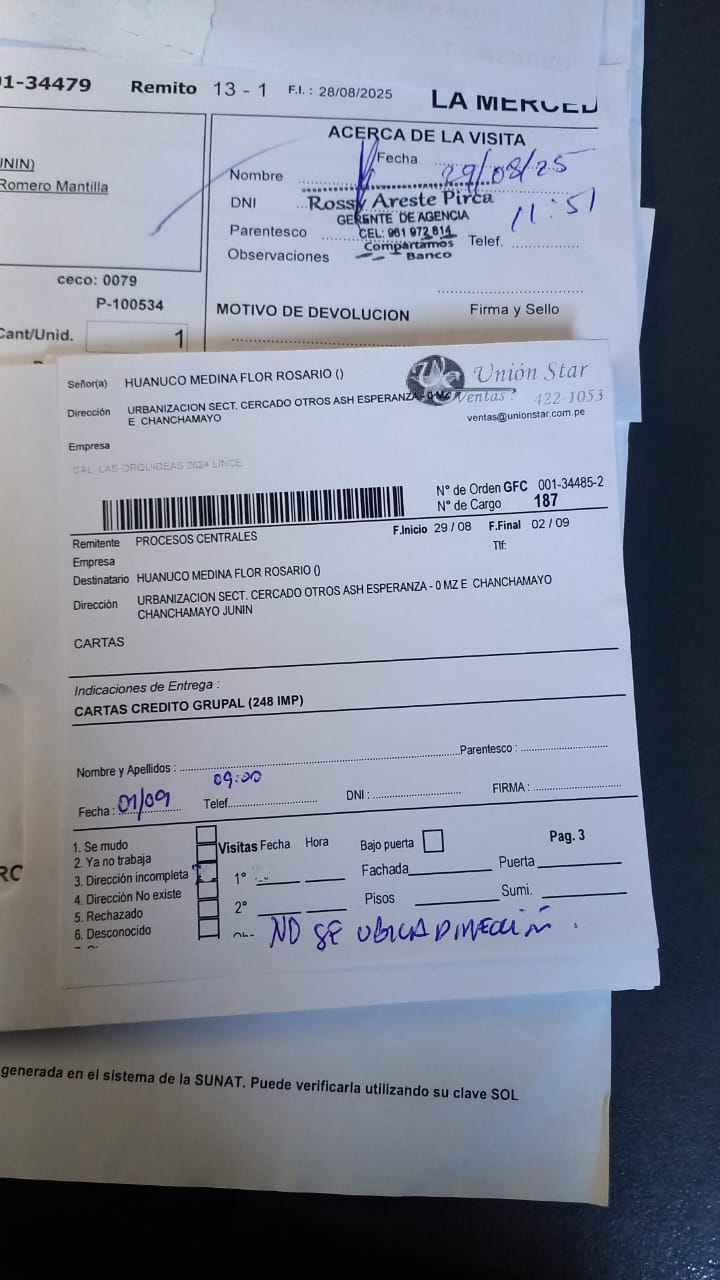 01-34479 Remito 13 - 1 F.I. : 28/08/2025 LA MERCED
ACERCA DE LA VISITA
Fecha 29/08/25
Nombre
DNI
Rossy Areste Pirca
GERENTE DE AGENCIA
CEL: 961 972 614
Compartamos
Banco
11:51
Parentesco
Telef.
Observaciones
MOTIVO DE DEVOLUCION
Firma y Sello
UNIN)
Romero Mantilla
ceco: 0079
P-100534
Cant/Unid. 1
Señor(a) HUANUCO MEDINA FLOR ROSARIO ()
Dirección URBANIZACION SECT. CERCADO OTROS ASH ESPERANZA - 0 MZ
E CHANCHAMAYO
Empresa
CAL. LAS ORQUIDEAS 2624 LINCE
Unión Star
Ventas: 422-1053
ventas@unionstar.com.pe
N° de Orden GFC 001-34485-2
N° de Cargo 187
Remitente PROCESOS CENTRALES
F.Inicio 29 / 08 F.Final 02 / 09
Empresa
Tlf:
Destinatario HUANUCO MEDINA FLOR ROSARIO ()
Dirección URBANIZACION SECT. CERCADO OTROS ASH ESPERANZA - 0 MZ E CHANCHAMAYO
CHANCHAMAYO JUNIN
CARTAS
Indicaciones de Entrega :
CARTAS CREDITO GRUPAL (248 IMP)
Nombre y Apellidos : Parentesco :
09:00
Fecha : 01/09 Telef. DNI : FIRMA :
1. Se mudo
2. Ya no trabaja
3. Dirección incompleta
4. Dirección No existe
5. Rechazado
6. Desconocido
Visitas Fecha Hora
1°
2°
Bajo puerta
Pag. 3
Fachada Puerta
Pisos Sumi.
NO SE UBICA DIRECCIÓN .
RO
generada en el sistema de la SUNAT. Puede verificarla utilizando su clave SOL